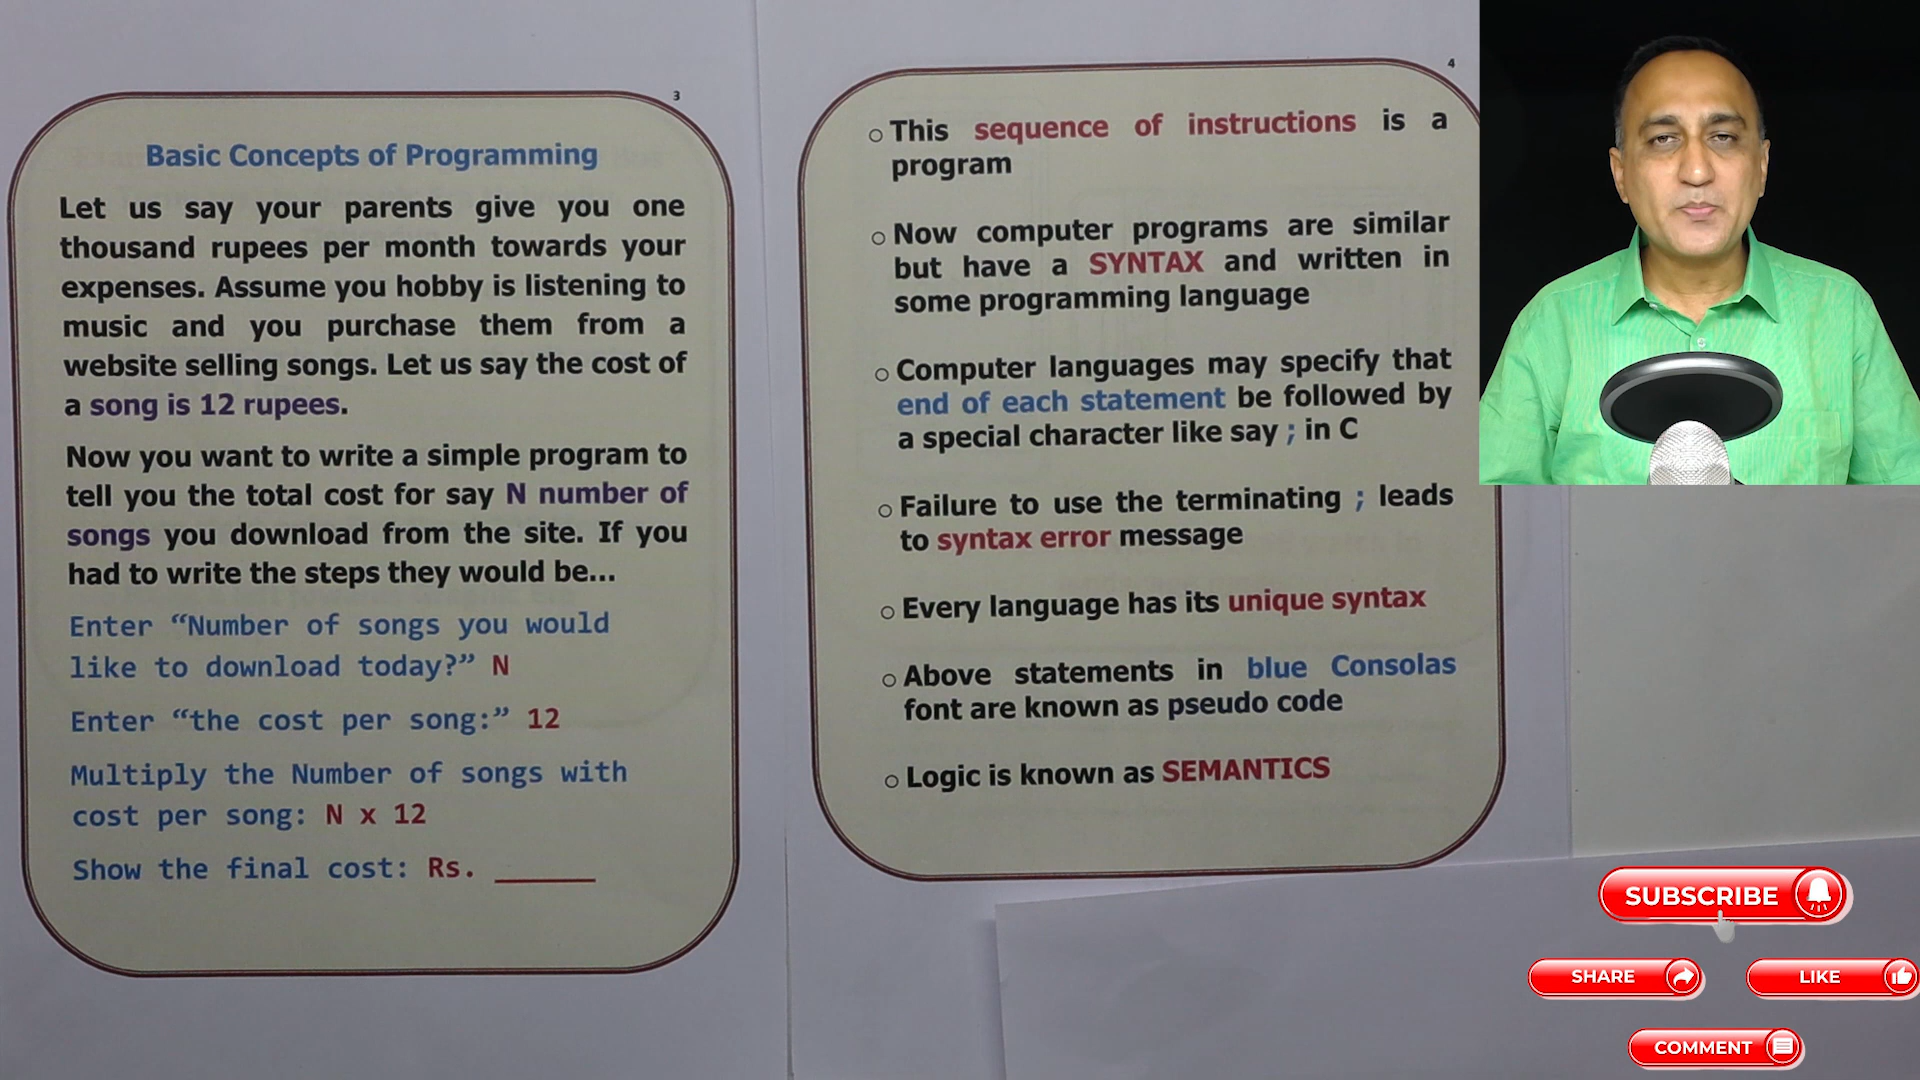 3
Basic Concepts of Programming
Let us say your parents give you one
thousand rupees per month towards your
expenses. Assume you hobby is listening to
music and you purchase them from a
website selling songs. Let us say the cost of
a song is 12 rupees.
Now you want to write a simple program to
tell you the total cost for say N number of
songs you download from the site. If you
had to write the steps they would be...
Enter “Number of songs you would
like to download today?” N
Enter “the cost per song:” 12
Multiply the Number of songs with
cost per song: N x 12
Show the final cost: Rs. ______
4
○ This sequence of instructions is a
program
○ Now computer programs are similar
but have a SYNTAX and written in
some programming language
○ Computer languages may specify that
end of each statement be followed by
a special character like say ; in C
○ Failure to use the terminating ; leads
to syntax error message
○ Every language has its unique syntax
○ Above statements in blue Consolas
font are known as pseudo code
○ Logic is known as SEMANTICS
SUBSCRIBE
SHARE
LIKE
COMMENT